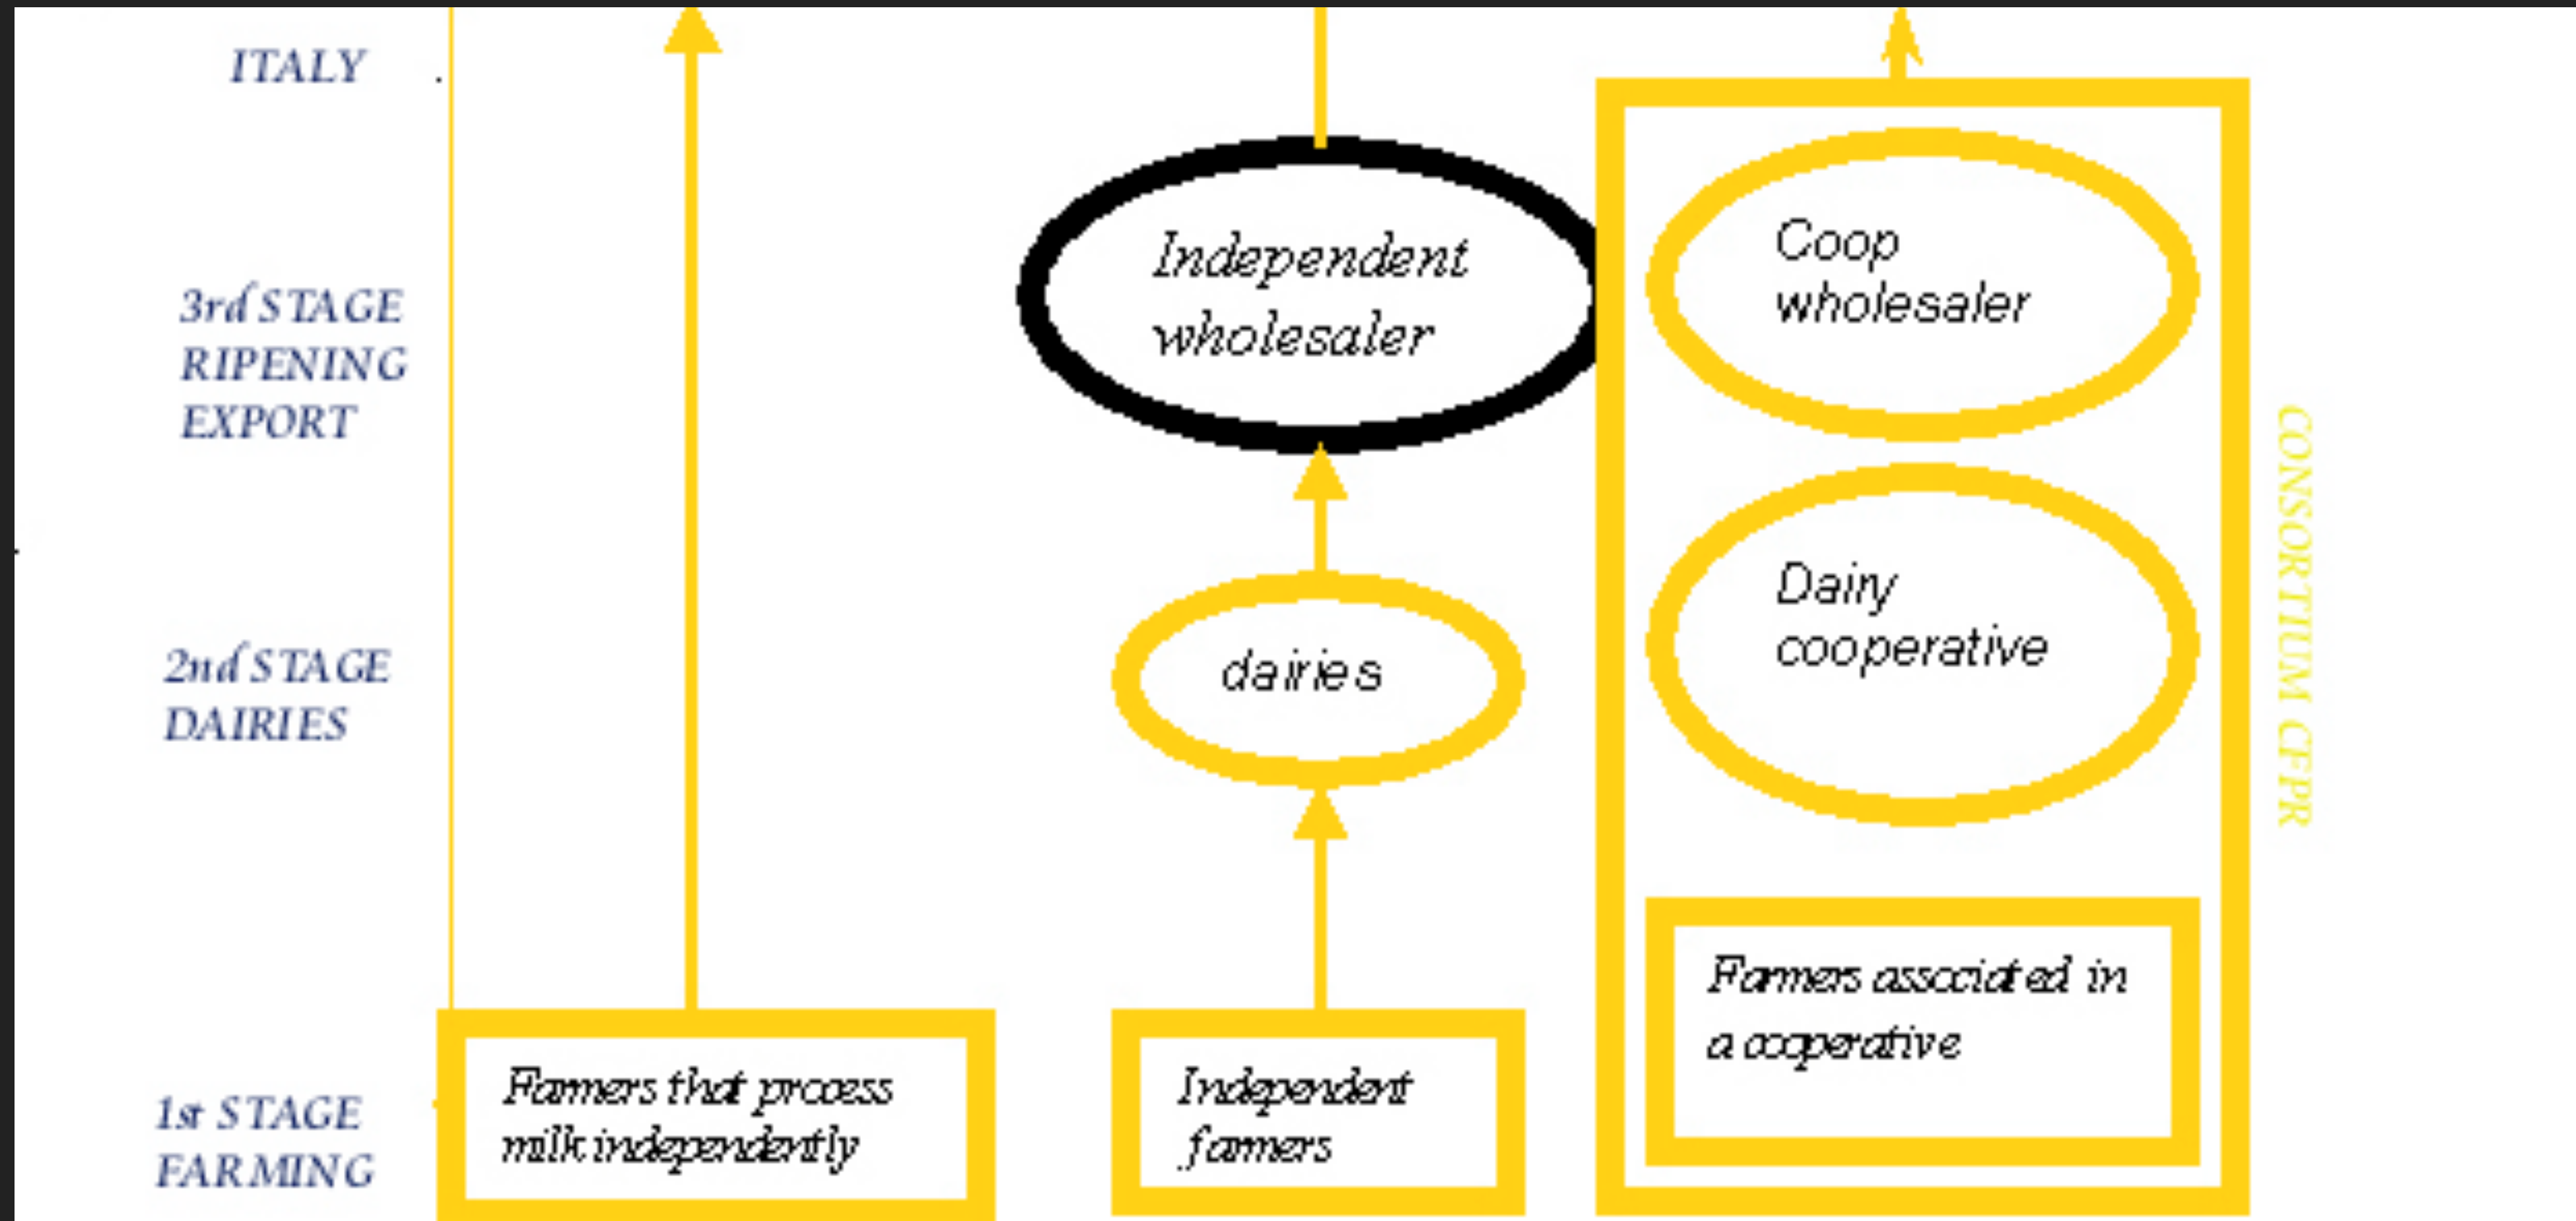 ITALY
3rd STAGE
RIPENING
EXPORT
2nd STAGE
DAIRIES
1st STAGE
FARMING
Farmers that process
milk independently
Independent
wholesaler
dairies
Independent
farmers
Coop
wholesaler
Dairy
cooperative
Farmers associated in
a cooperative
CONSORTIUM CFPR